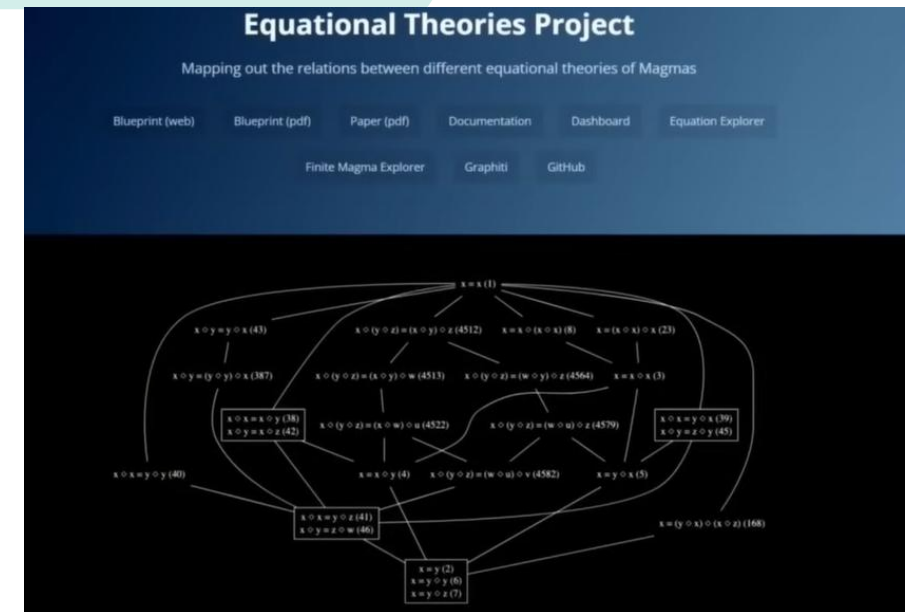 Equational Theories Project
Mapping out the relations between different equational theories of Magmas
Blueprint (web) Blueprint (pdf) Paper (pdf) Documentation Dashboard Equation Explorer
Finite Magma Explorer Graphiti GitHub
x = x (1)
x ◇ y = y ◇ x (43) x ◇ (y ◇ z) = (x ◇ y) ◇ z (4512) x = x ◇ (x ◇ x) (8) x = (x ◇ x) ◇ x (23)
x ◇ y = (y ◇ y) ◇ x (387) x ◇ (y ◇ z) = (x ◇ y) ◇ w (4513) x ◇ (y ◇ z) = (w ◇ y) ◇ z (4564) x = x ◇ x (3)
x ◇ x = x ◇ y (38)
x ◇ y = x ◇ z (42)
x ◇ (y ◇ z) = (x ◇ w) ◇ u (4522) x ◇ (y ◇ z) = (w ◇ u) ◇ z (4579)
x ◇ x = y ◇ x (39)
x ◇ y = z ◇ y (45)
x ◇ x = y ◇ y (40) x = x ◇ y (4) x ◇ (y ◇ z) = (w ◇ u) ◇ v (4582) x = y ◇ x (5)
x ◇ x = y ◇ z (41)
x ◇ y = z ◇ w (46)
x = (y ◇ x) ◇ (x ◇ z) (168)
x = y (2)
x = y ◇ y (6)
x = y ◇ z (7)